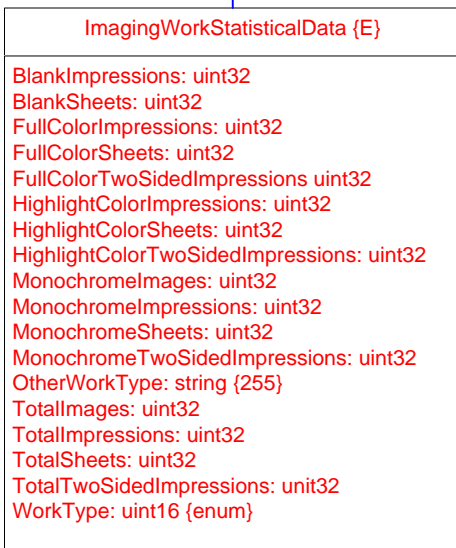 ImagingWorkStatisticalData {E}
BlankImpressions: uint32
BlankSheets: uint32
FullColorImpressions: uint32
FullColorSheets: uint32
FullColorTwoSidedImpressions uint32
HighlightColorImpressions: uint32
HighlightColorSheets: uint32
HighlightColorTwoSidedImpressions: uint32
MonochromeImages: uint32
MonochromeImpressions: uint32
MonochromeSheets: uint32
MonochromeTwoSidedImpressions: uint32
OtherWorkType: string {255}
TotalImages: uint32
TotalImpressions: uint32
TotalSheets: uint32
TotalTwoSidedImpressions: unit32
WorkType: uint16 {enum}